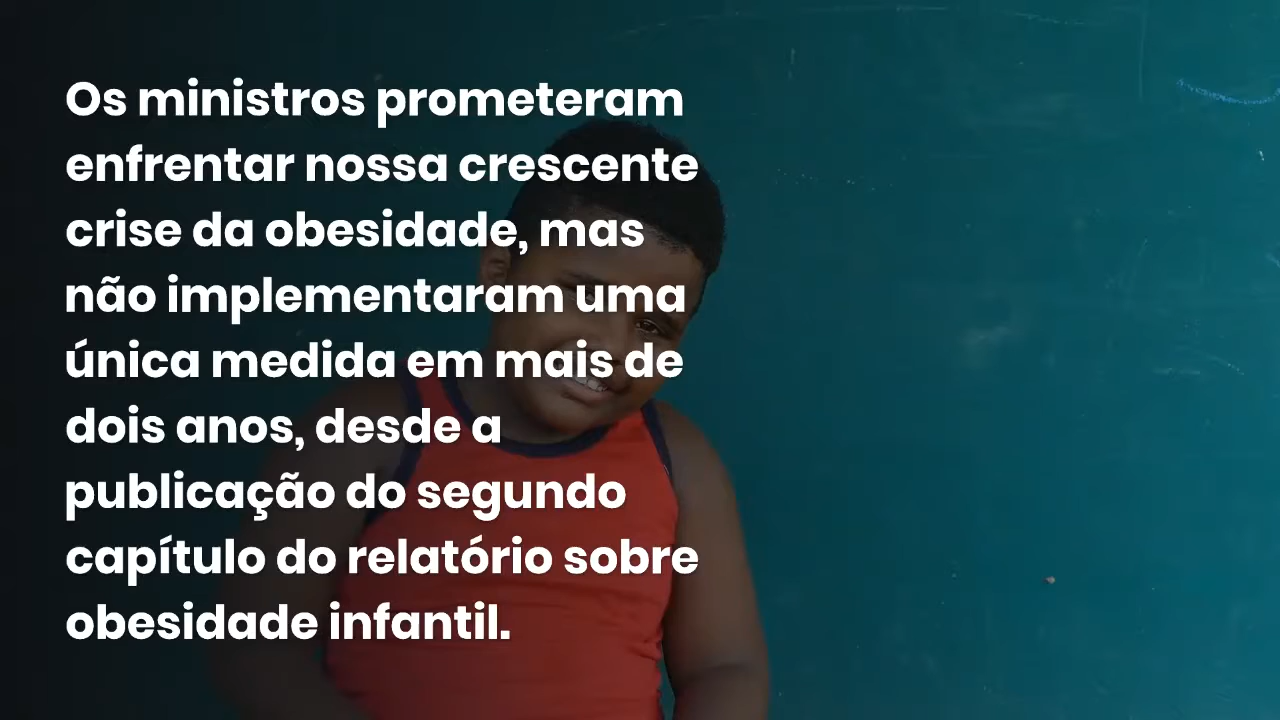 Os ministros prometeram
enfrentar nossa crescente
crise da obesidade, mas
não implementaram uma
única medida em mais de
dois anos, desde a
publicação do segundo
capítulo do relatório sobre
obesidade infantil.